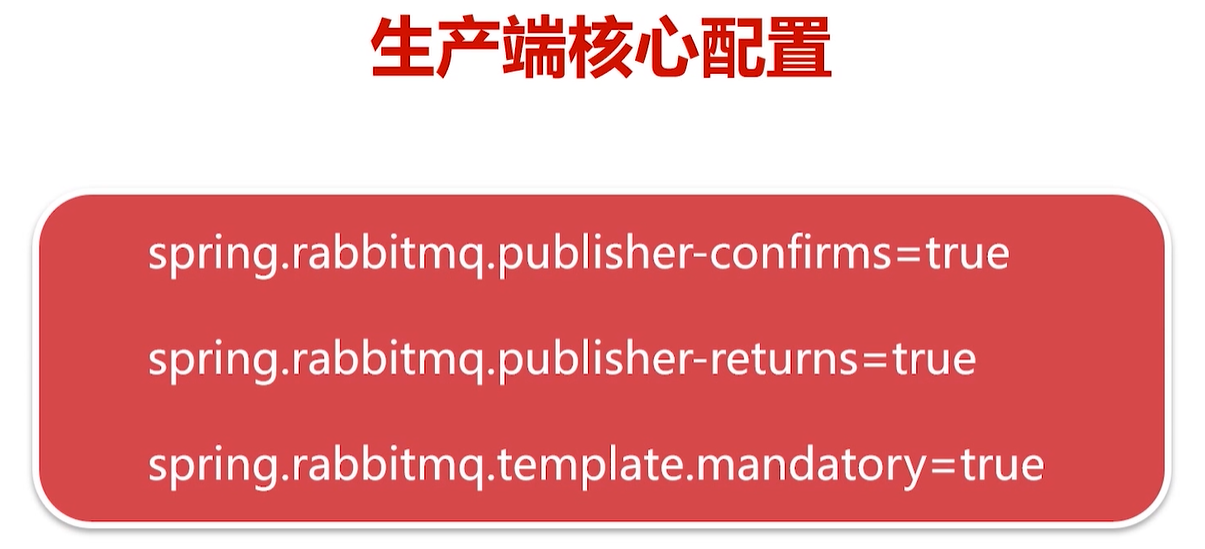 生产端核心配置
spring.rabbitmq.publisher-confirms=true
spring.rabbitmq.publisher-returns=true
spring.rabbitmq.template.mandatory=true